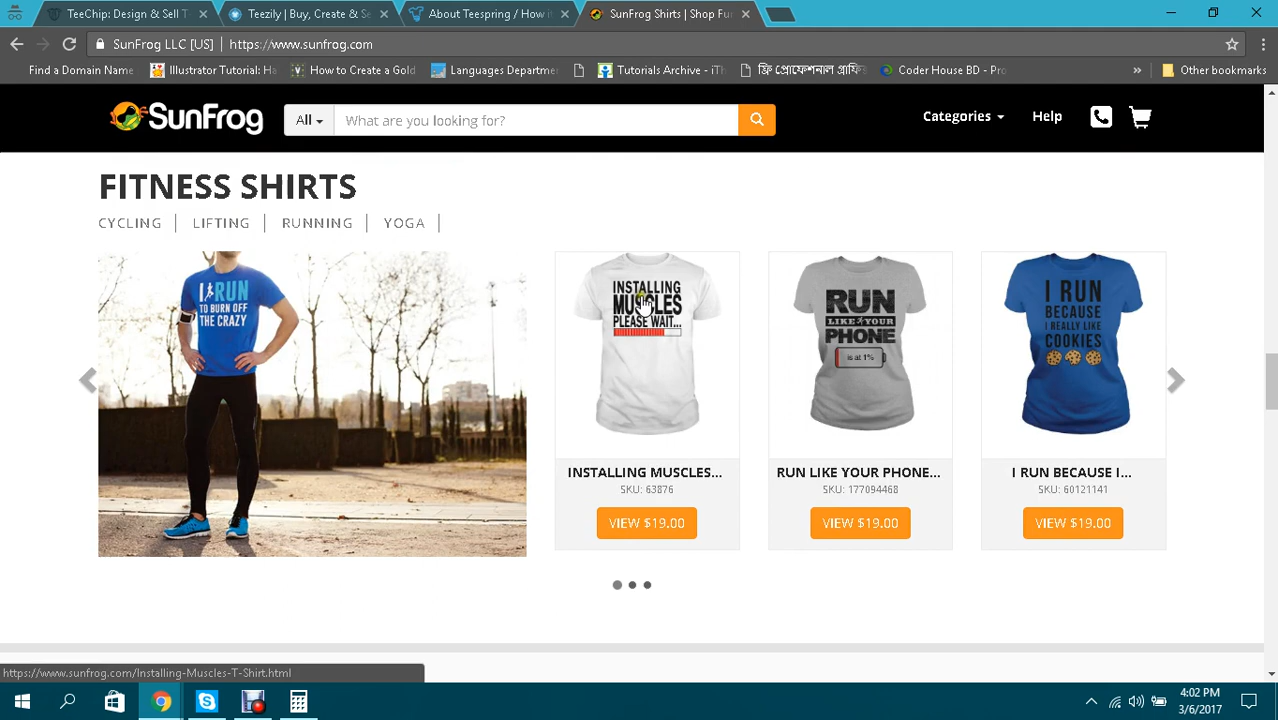 TeeChip: Design & Sell T-
Teezily | Buy, Create & Se
About Teespring / How i
SunFrog Shirts | Shop Fun
SunFrog LLC [US] | https://www.sunfrog.com
Find a Domain Name
Illustrator Tutorial: Ha
How to Create a Gold
Languages Departme
Tutorials Archive - iTh
Coder House BD - Pro
»
Other bookmarks
SunFrog
All
What are you looking for?
Categories
Help
FITNESS SHIRTS
CYCLING | LIFTING | RUNNING | YOGA |
I RUN
TO BURN OFF
THE CRAZY
INSTALLING
MUSCLES
PLEASE WAIT...
RUN
LIKE YOUR
PHONE
is at 1%
I RUN
BECAUSE
I REALLY LIKE
COOKIES
INSTALLING MUSCLES...
SKU: 63876
VIEW $19.00
RUN LIKE YOUR PHONE...
SKU: 177094468
VIEW $19.00
I RUN BECAUSE I...
SKU: 60121141
VIEW $19.00
https://www.sunfrog.com/Installing-Muscles-T-Shirt.html
4:02 PM
3/6/2017